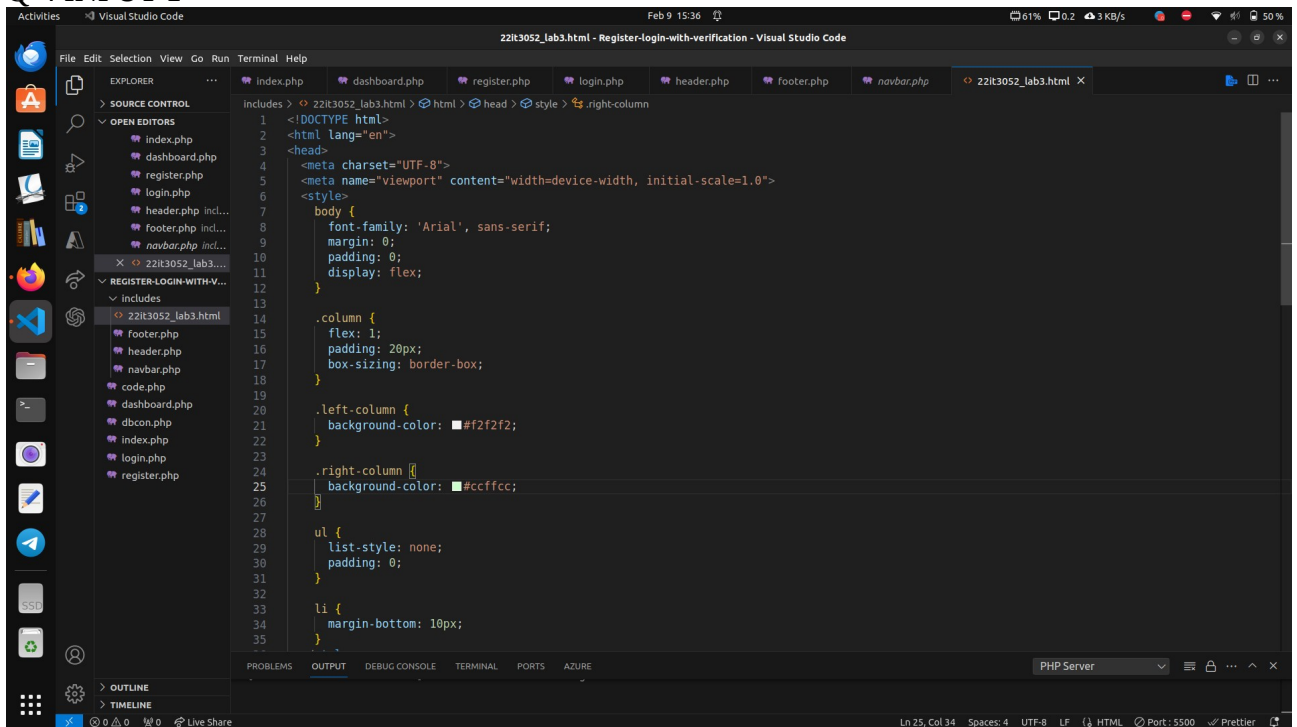 Activities
Visual Studio Code
Feb 9 15:36
61% 0.2 3 KB/s
50 %
22it3052_lab3.html - Register-login-with-verification - Visual Studio Code
File Edit Selection View Go Run Terminal Help
EXPLORER
index.php
dashboard.php
register.php
login.php
header.php
footer.php
navbar.php
22it3052_lab3.html
> SOURCE CONTROL
OPEN EDITORS
index.php
dashboard.php
register.php
login.php
header.php incl...
footer.php incl...
navbar.php incl...
22it3052_lab3....
REGISTER-LOGIN-WITH-V...
includes
22it3052_lab3.html
footer.php
header.php
navbar.php
code.php
dashboard.php
dbcon.php
index.php
login.php
register.php
> OUTLINE
> TIMELINE
includes > 22it3052_lab3.html > html > head > style > .right-column
1 <!DOCTYPE html>
2 <html lang="en">
3 <head>
4 <meta charset="UTF-8">
5 <meta name="viewport" content="width=device-width, initial-scale=1.0">
6 <style>
7 body {
8 font-family: 'Arial', sans-serif;
9 margin: 0;
10 padding: 0;
11 display: flex;
12 }
13
14 .column {
15 flex: 1;
16 padding: 20px;
17 box-sizing: border-box;
18 }
19
20 .left-column {
21 background-color: #f2f2f2;
22 }
23
24 .right-column {
25 background-color: #ccffcc;
26 }
27
28 ul {
29 list-style: none;
30 padding: 0;
31 }
32
33 li {
34 margin-bottom: 10px;
35 }
PROBLEMS OUTPUT DEBUG CONSOLE TERMINAL PORTS AZURE
PHP Server
SSD
0 0 0 Live Share
Ln 25, Col 34 Spaces: 4 UTF-8 LF HTML Port : 5500 Prettier